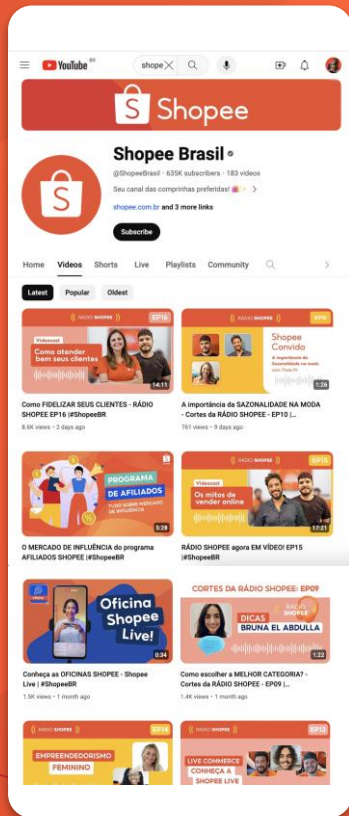 YouTube BR
shope
Shopee
Shopee Brasil
@ShopeeBrasil · 635K subscribers · 183 videos
Seu canal das comprinhas preferidas!
shopee.com.br and 3 more links
Subscribe
Home Videos Shorts Live Playlists Community
Latest Popular Oldest
RÁDIO SHOPEE EP16
Videocast
Como atender
bem seus clientes
14:11
Como FIDELIZAR SEUS CLIENTES - RÁDIO
SHOPEE EP16 |#ShopeeBR
8.6K views • 2 days ago
RÁDIO SHOPEE
Shopee
Convida
A importância da
Sazonalidade na moda
1:26
A importância da SAZONALIDADE NA MODA
- Cortes da RÁDIO SHOPEE - EP10 |...
761 views • 9 days ago
PROGRAMA
DE AFILIADOS
TUDO SOBRE MERCADO
DE INFLUÊNCIA
5:28
O MERCADO DE INFLUÊNCIA do programa
AFILIADOS SHOPEE |#ShopeeBR
RÁDIO SHOPEE EP15
Videocast
Os mitos de
vender online
17:21
RÁDIO SHOPEE agora EM VÍDEO! EP15
|#ShopeeBR
Oficina
Shopee
Live!
0:34
Conheça as OFICINAS SHOPEE - Shopee
Live | #ShopeeBR
1.5K views • 1 month ago
CORTES DA RÁDIO SHOPEE: EP09
RÁDIO
SHOPEE
DICAS
BRUNA EL ABDULLA
1:22
Como escolher a MELHOR CATEGORIA? -
Cortes da RÁDIO SHOPEE - EP09 |...
1.4K views • 1 month ago
RÁDIO SHOPEE EP14
EMPREENDEDORISMO
FEMININO
RÁDIO SHOPEE EP13
LIVE COMMERCE
CONHEÇA A
SHOPEE LIVE